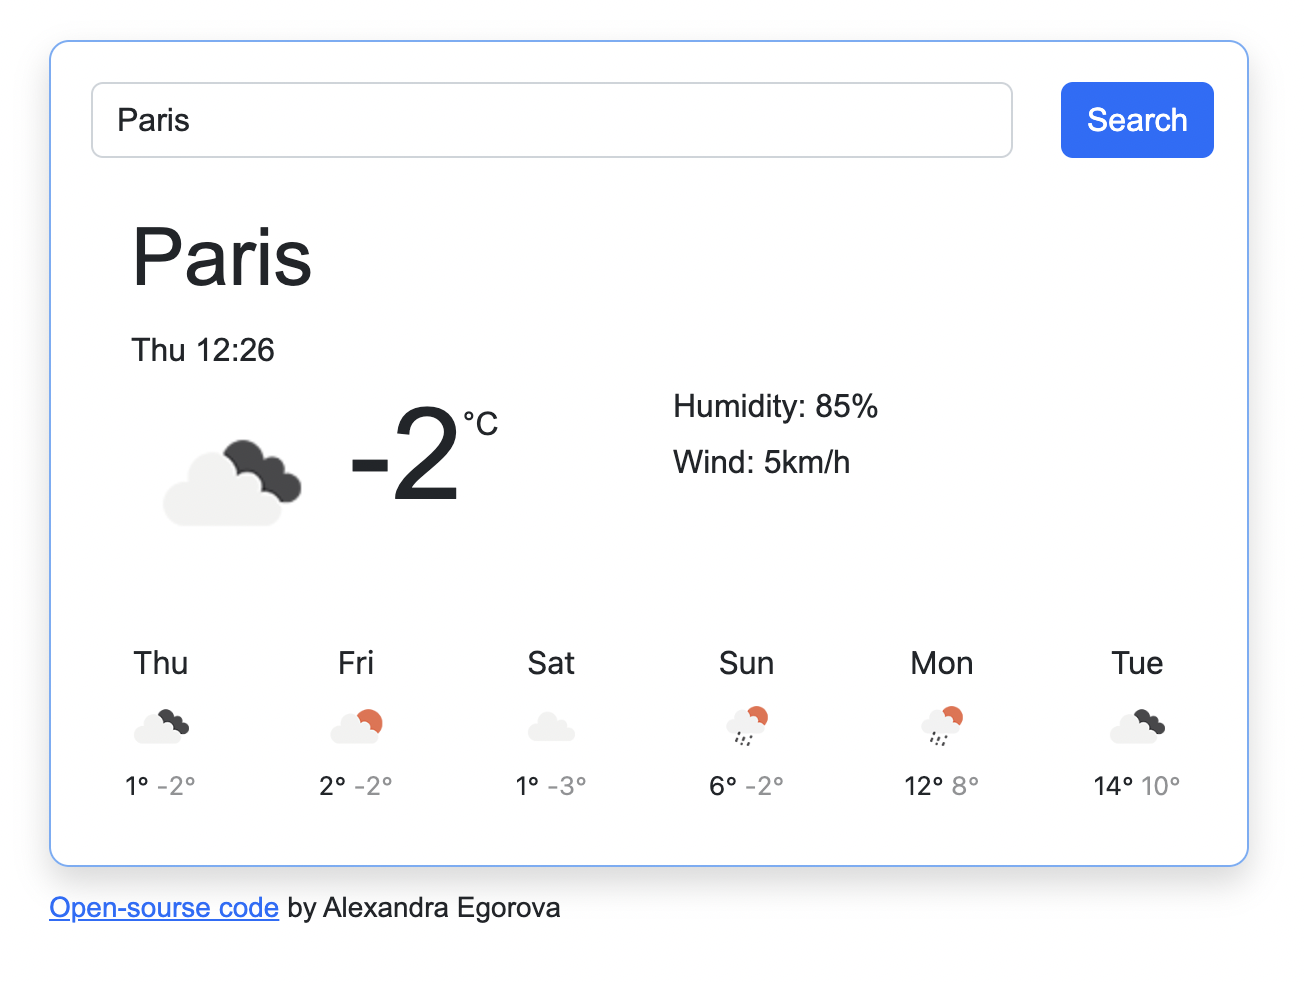 Paris
Search
Paris
Thu 12:26
-2 °C
Humidity: 85%
Wind: 5km/h
Thu Fri Sat Sun Mon Tue
1° -2° 2° -2° 1° -3° 6° -2° 12° 8° 14° 10°
Open-sourse code by Alexandra Egorova